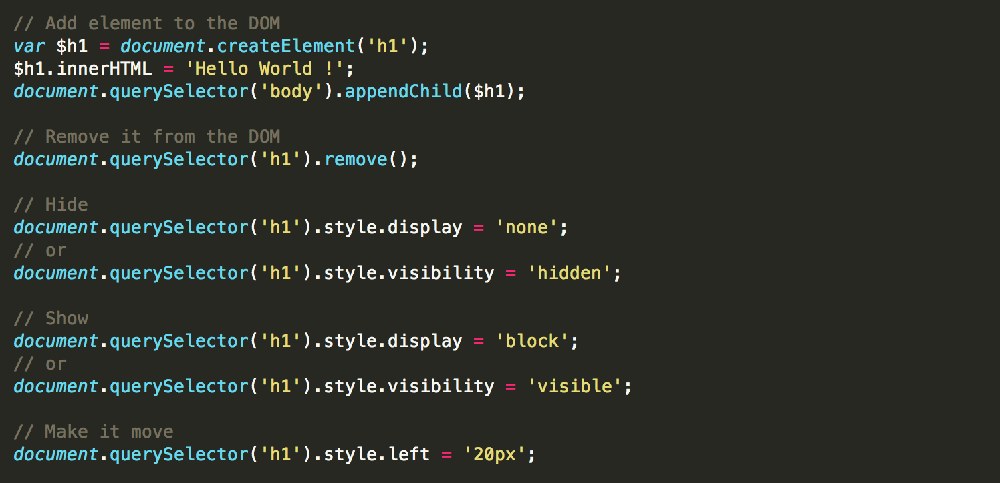 // Add element to the DOM
var $h1 = document.createElement('h1');
$h1.innerHTML = 'Hello World !';
document.querySelector('body').appendChild($h1);
// Remove it from the DOM
document.querySelector('h1').remove();
// Hide
document.querySelector('h1').style.display = 'none';
// or
document.querySelector('h1').style.visibility = 'hidden';
// Show
document.querySelector('h1').style.display = 'block';
// or
document.querySelector('h1').style.visibility = 'visible';
// Make it move
document.querySelector('h1').style.left = '20px';